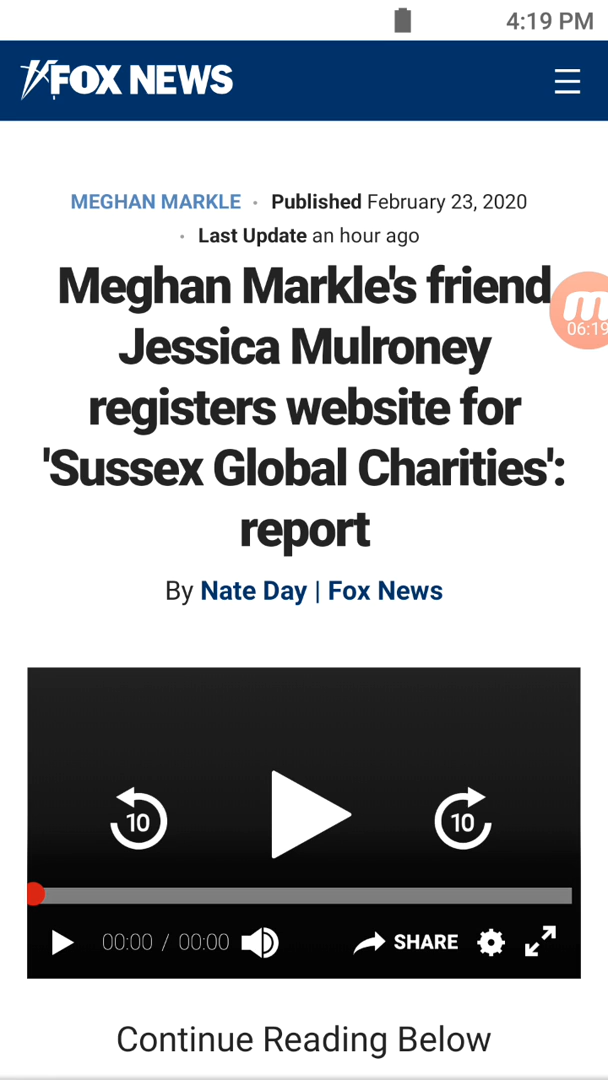 4:19 PM
FOX NEWS
MEGHAN MARKLE · Published February 23, 2020
· Last Update an hour ago
Meghan Markle's friend
Jessica Mulroney
registers website for
'Sussex Global Charities':
report
m
06:19
By Nate Day | Fox News
10
10
00:00 / 00:00
SHARE
Continue Reading Below